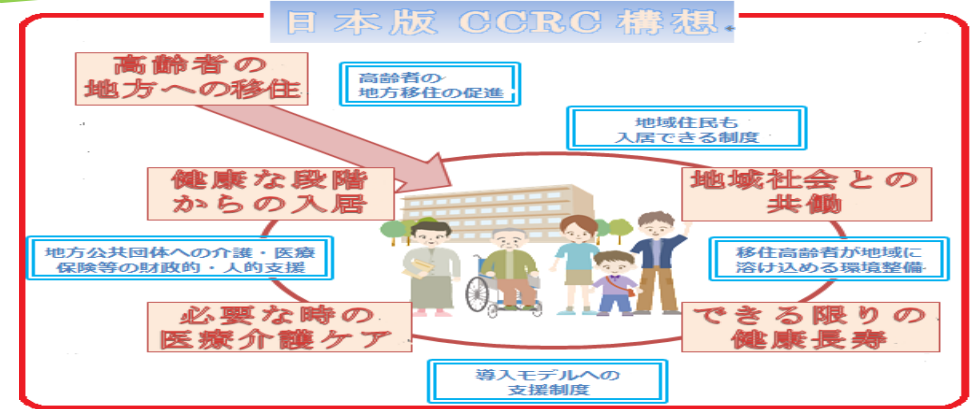 日本版 CCRC 構想
高齢者の
地方への移住
高齢者の
地方移住の促進
地域住民も
入居できる制度
健康な段階
からの入居
地域社会との
共働
地方公共団体への介護・医療
保険等の財政的・人的支援
移住高齢者が地域に
溶け込める環境整備
必要な時の
医療介護ケア
できる限りの
健康長寿
導入モデルへの
支援制度